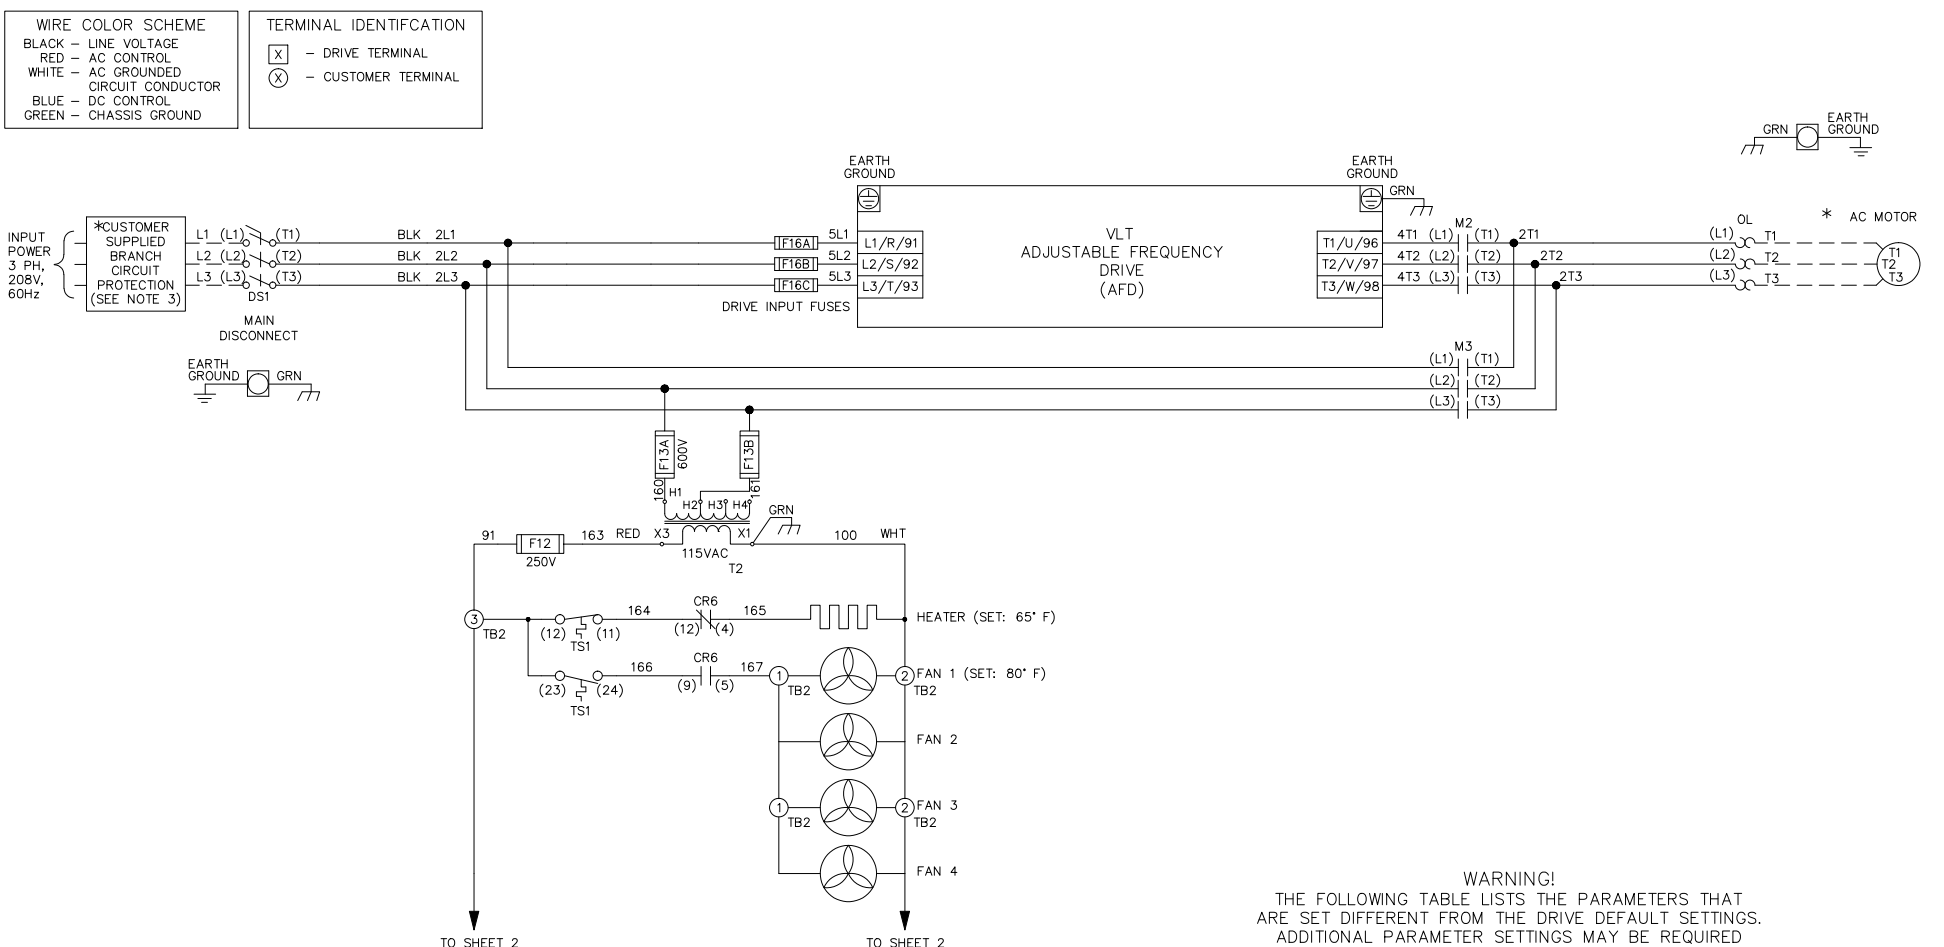 WIRE COLOR SCHEME
BLACK – LINE VOLTAGE
RED – AC CONTROL
WHITE – AC GROUNDED
CIRCUIT CONDUCTOR
BLUE – DC CONTROL
GREEN – CHASSIS GROUND
TERMINAL IDENTIFCATION
X – DRIVE TERMINAL
X – CUSTOMER TERMINAL
GRN
EARTH
GROUND
EARTH
GROUND
EARTH
GROUND
GRN
INPUT
POWER
3 PH,
208V,
60Hz
*CUSTOMER
SUPPLIED
BRANCH
CIRCUIT
PROTECTION
(SEE NOTE 3)
L1 (L1) (T1) BLK 2L1
L2 (L2) (T2) BLK 2L2
L3 (L3) (T3) BLK 2L3
DS1
MAIN
DISCONNECT
F16A 5L1 L1/R/91
F16B 5L2 L2/S/92
F16C 5L3 L3/T/93
DRIVE INPUT FUSES
VLT
ADJUSTABLE FREQUENCY
DRIVE
(AFD)
M2
T1/U/96 4T1 (L1) (T1) 2T1
T2/V/97 4T2 (L2) (T2) 2T2
T3/W/98 4T3 (L3) (T3) 2T3
OL
(L1) T1
(L2) T2
(L3) T3
* AC MOTOR
T1
T2
T3
EARTH
GROUND
GRN
M3
(L1) (T1)
(L2) (T2)
(L3) (T3)
F13A
600V
F13B
160
H1
H2
H3
H4
161
GRN
91 F12 163 RED X3 X1 100 WHT
250V
115VAC
T2
3
TB2
(12) (11)
TS1
164
CR6
(12) (4)
165
HEATER (SET: 65° F)
(23) (24)
TS1
166
CR6
(9) (5)
167
1
TB2
2
TB2
FAN 1 (SET: 80° F)
FAN 2
1
TB2
2
TB2
FAN 3
FAN 4
TO SHEET 2
TO SHEET 2
WARNING!
THE FOLLOWING TABLE LISTS THE PARAMETERS THAT
ARE SET DIFFERENT FROM THE DRIVE DEFAULT SETTINGS.
ADDITIONAL PARAMETER SETTINGS MAY BE REQUIRED